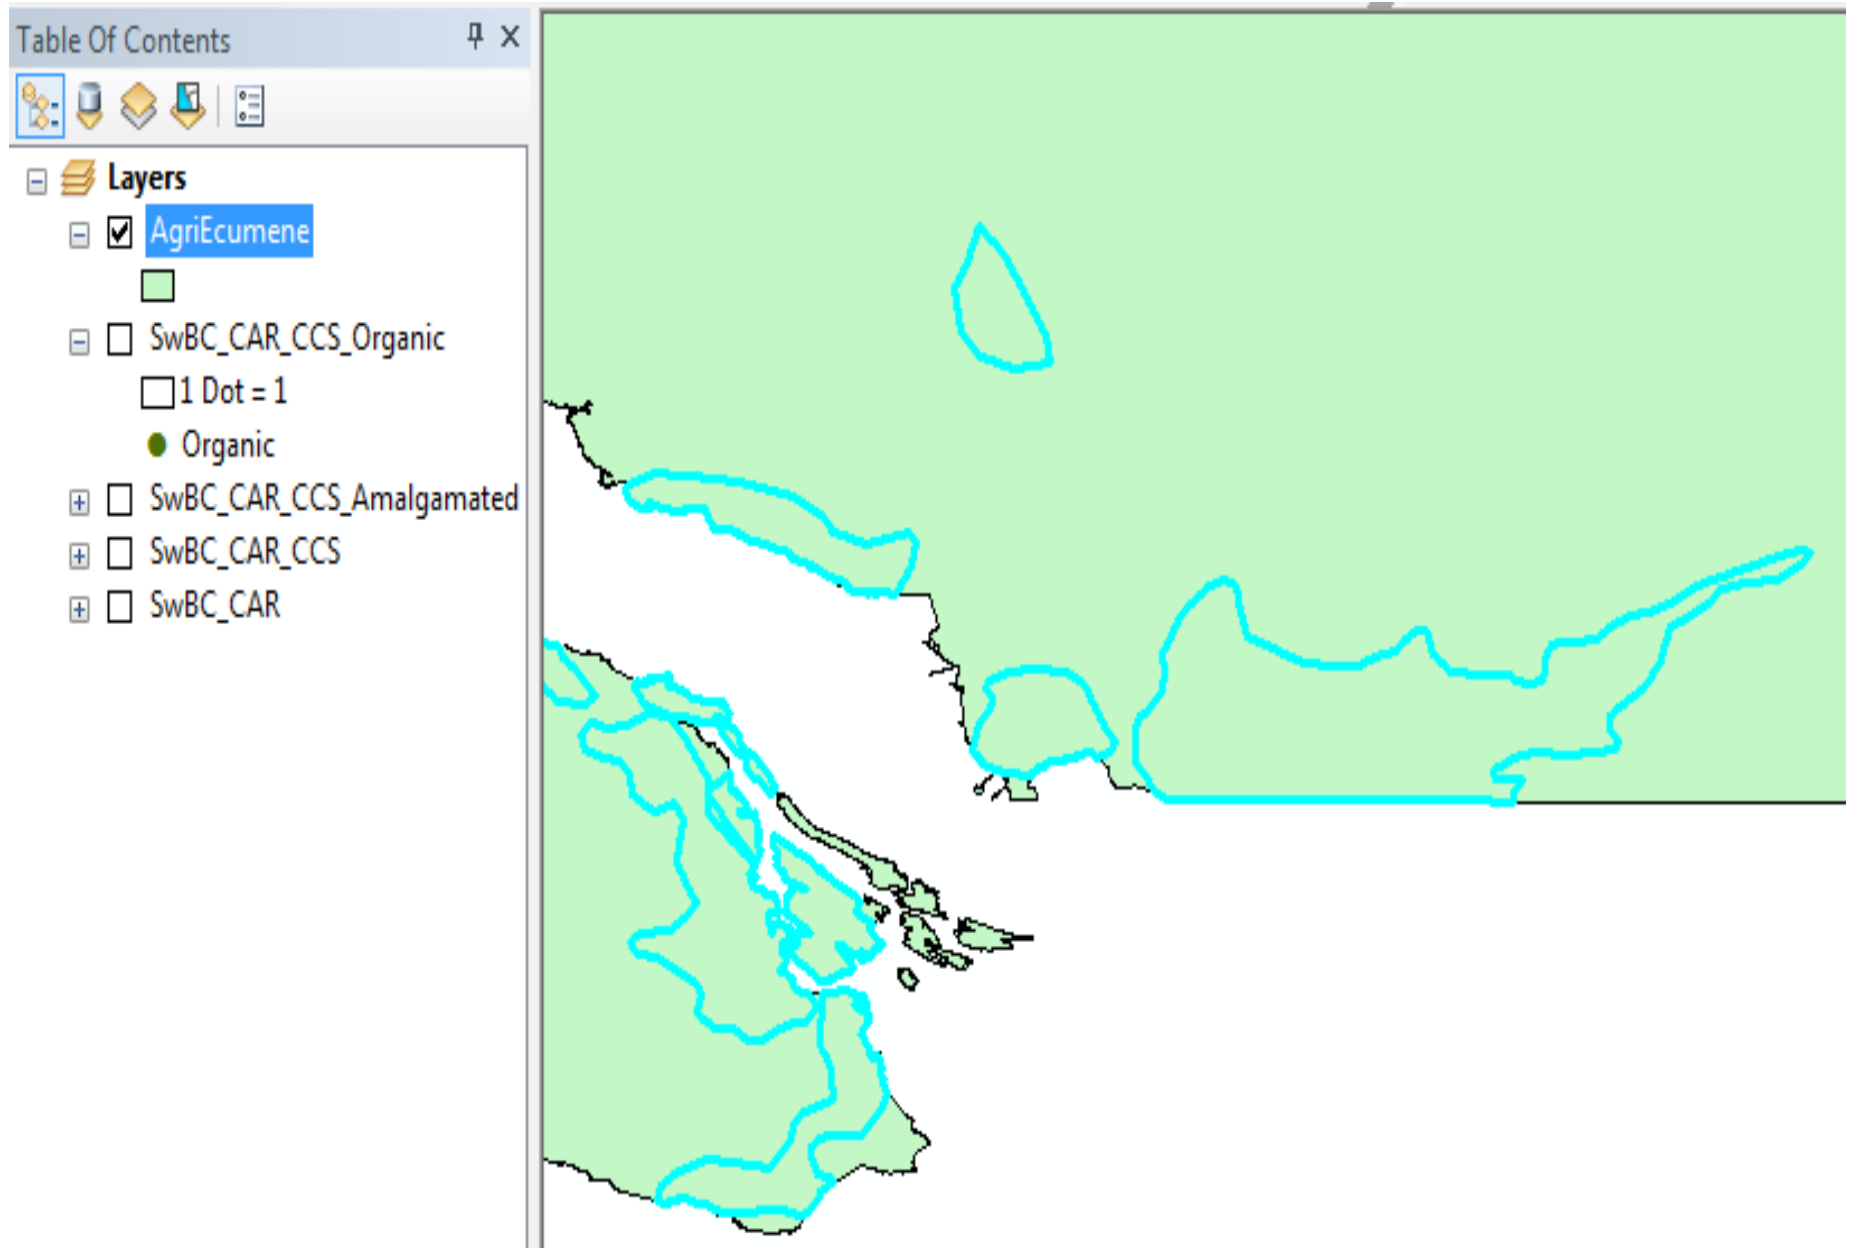 Table Of Contents
Layers
AgriEcumene
SwBC_CAR_CCS_Organic
1 Dot = 1
Organic
SwBC_CAR_CCS_Amalgamated
SwBC_CAR_CCS
SwBC_CAR